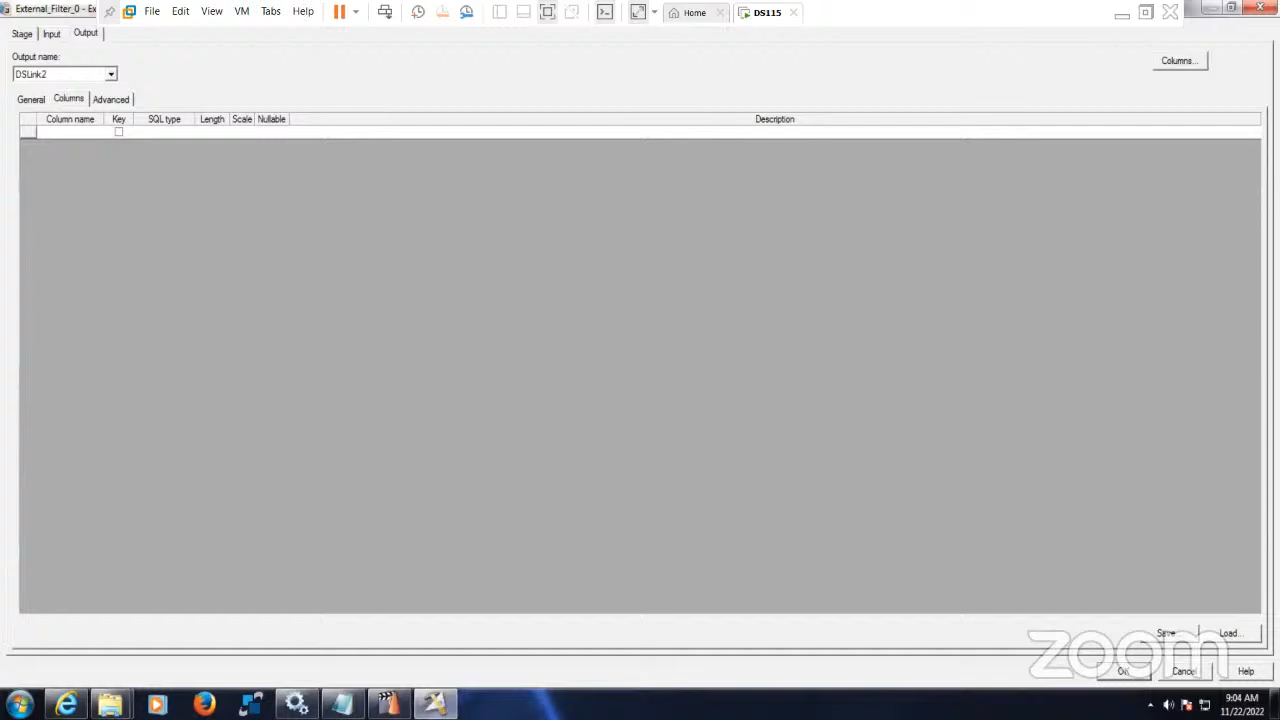 External_Filter_0 - Ex
File Edit View VM Tabs Help
Home
DS115
Stage Input Output
Output name:
DSLink2
Columns...
General Columns Advanced
Column name Key SQL type Length Scale Nullable Description
Save... Load...
zoom
OK Cancel Help
9:04 AM
11/22/2022